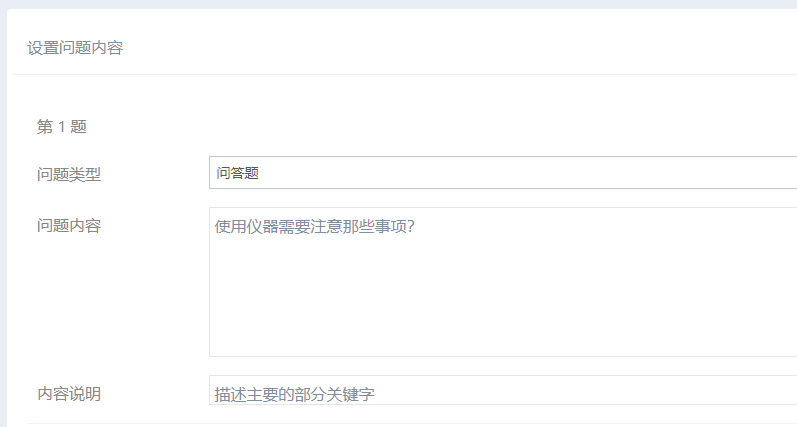 设置问题内容
第 1 题
问题类型
问答题
问题内容
使用仪器需要注意那些事项？
内容说明
描述主要的部分关键字